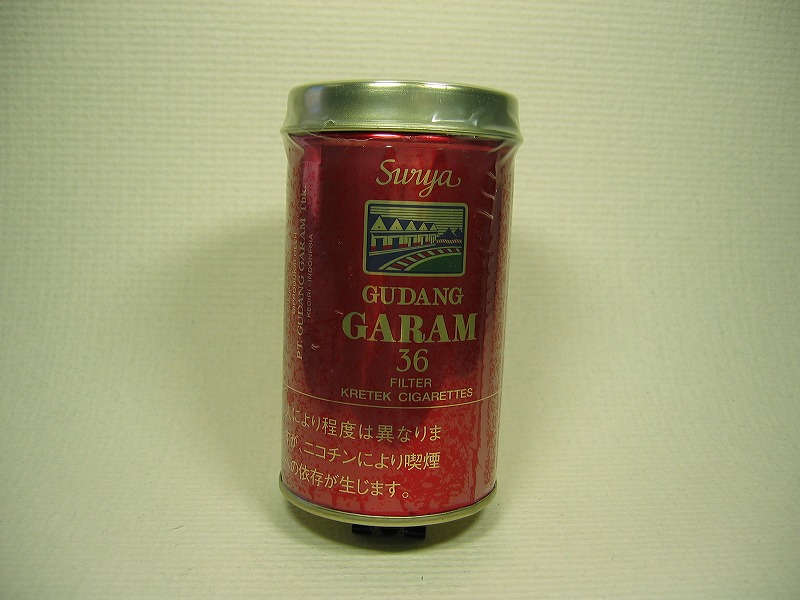 Surya
GUDANG
GARAM
36
FILTER
KRETEK CIGARETTES
により程度は異なりま
が、ニコチンにより喫煙
の依存が生じます。
PT. GUDANG GARAM Tbk.
KEDIRI - INDONESIA